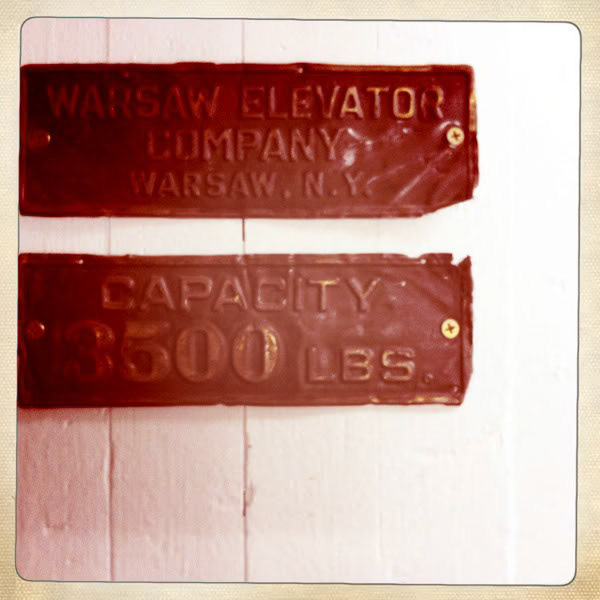 WARSAW ELEVATOR
COMPANY
WARSAW, N.Y.
CAPACITY
3500 LBS.